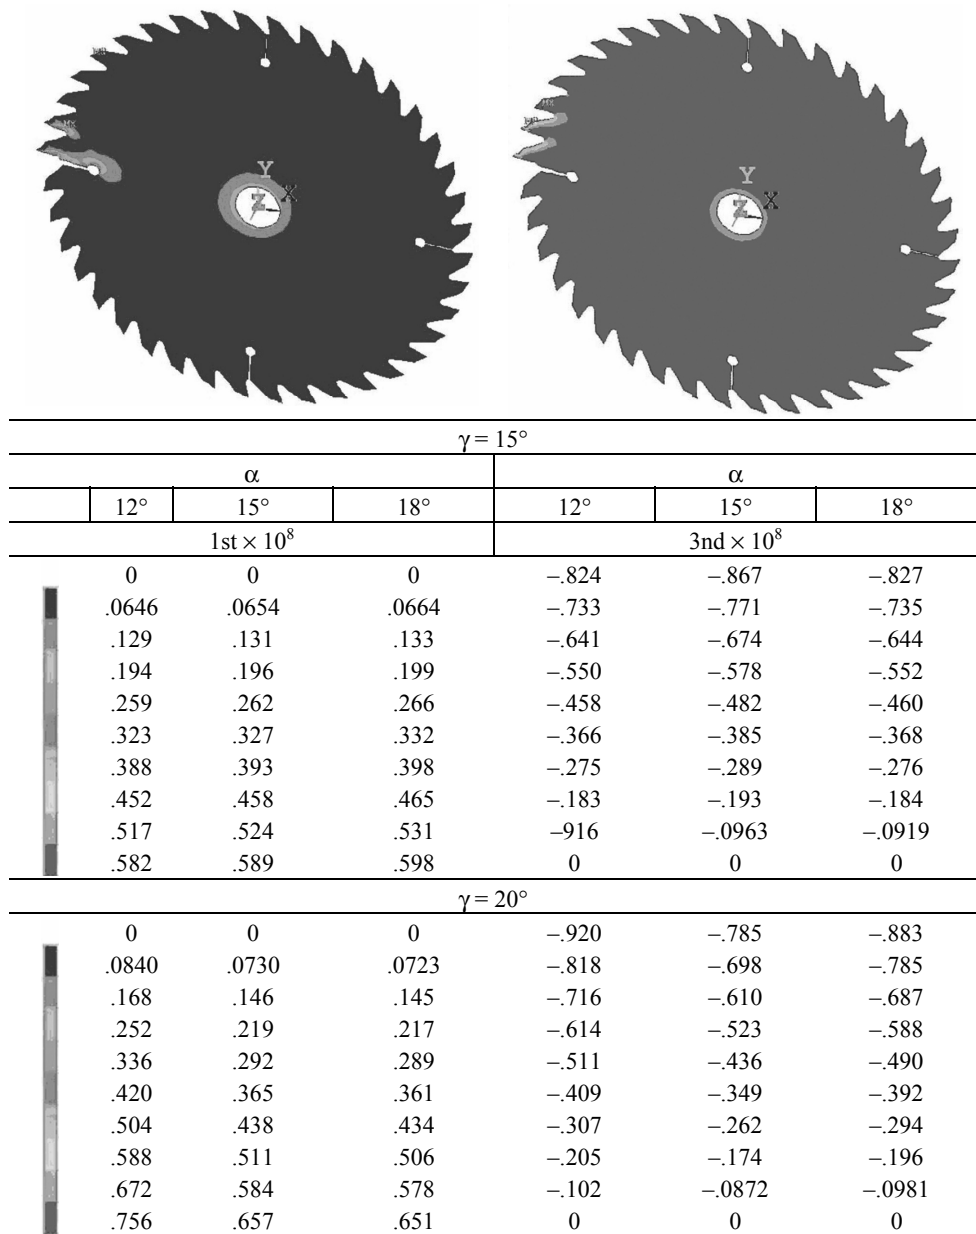 Y
X
Z
MX
Y
X
Z
γ = 15°
α α
12° 15° 18° 12° 15° 18°
1st × 10⁸ 3nd × 10⁸
0 0 0 –.824 –.867 –.827
.0646 .0654 .0664 –.733 –.771 –.735
.129 .131 .133 –.641 –.674 –.644
.194 .196 .199 –.550 –.578 –.552
.259 .262 .266 –.458 –.482 –.460
.323 .327 .332 –.366 –.385 –.368
.388 .393 .398 –.275 –.289 –.276
.452 .458 .465 –.183 –.193 –.184
.517 .524 .531 –916 –.0963 –.0919
.582 .589 .598 0 0 0
γ = 20°
0 0 0 –.920 –.785 –.883
.0840 .0730 .0723 –.818 –.698 –.785
.168 .146 .145 –.716 –.610 –.687
.252 .219 .217 –.614 –.523 –.588
.336 .292 .289 –.511 –.436 –.490
.420 .365 .361 –.409 –.349 –.392
.504 .438 .434 –.307 –.262 –.294
.588 .511 .506 –.205 –.174 –.196
.672 .584 .578 –.102 –.0872 –.0981
.756 .657 .651 0 0 0